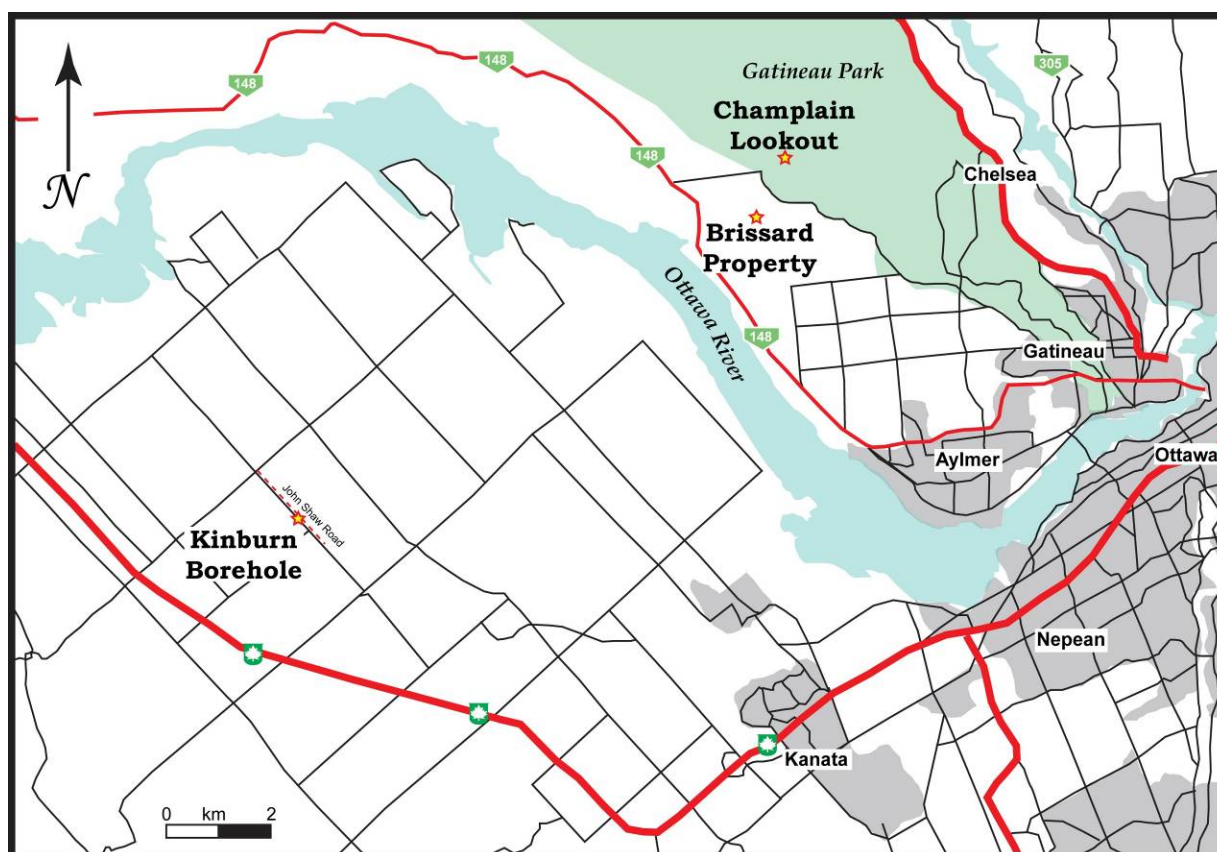 148
148
148
148
305
N
Gatineau Park
Champlain
Lookout
Chelsea
Brissard
Property
Ottawa River
Gatineau
Aylmer
Ottawa
John Shaw Road
Kinburn
Borehole
Nepean
Kanata
0 km 2